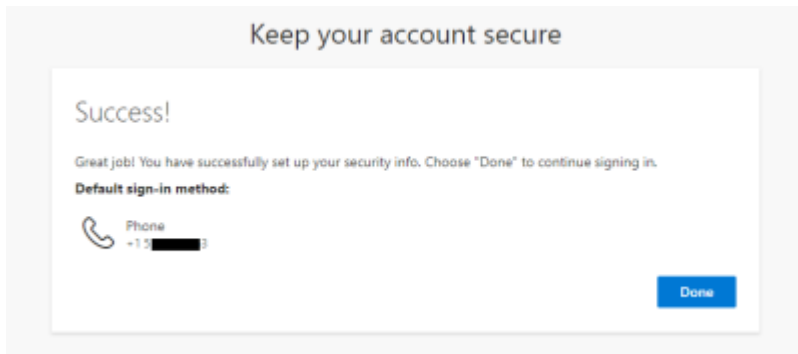 Keep your account secure
Success!
Great job! You have successfully set up your security info. Choose "Done" to continue signing in.
Default sign-in method:
Phone
+1 5 3
Done